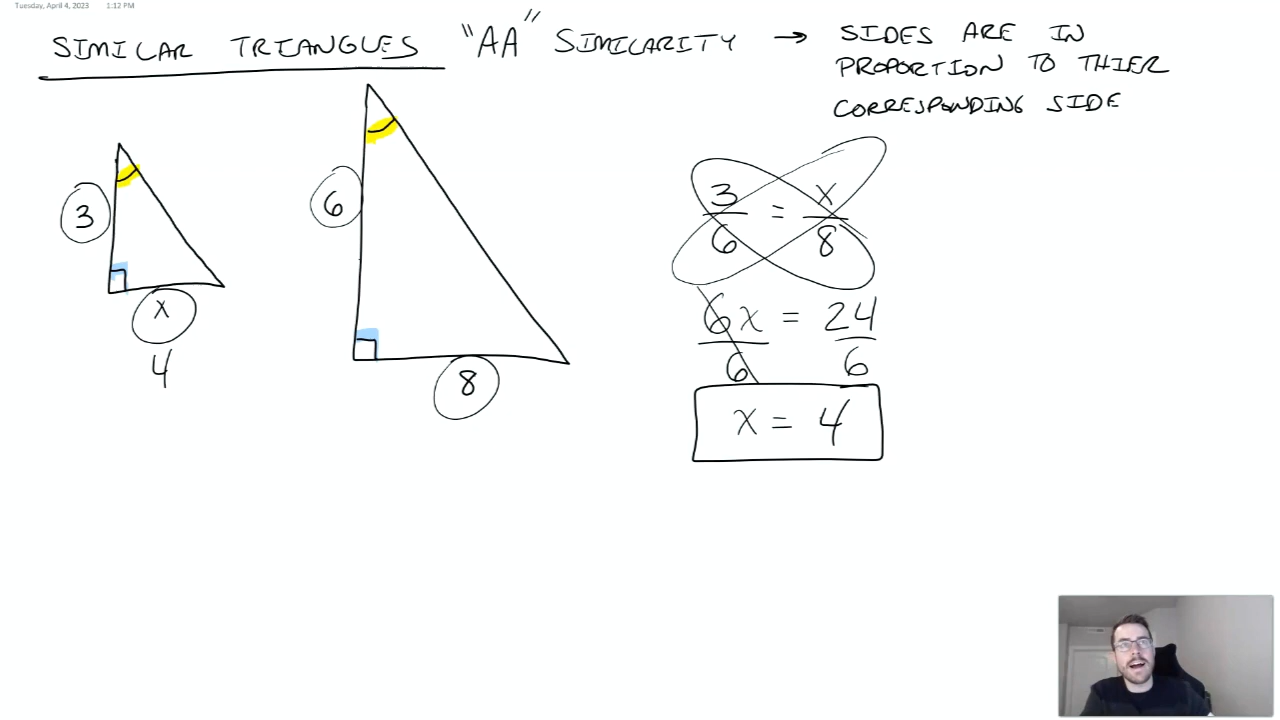 Tuesday, April 4, 2023 1:12 PM
SIMILAR TRIANGLES "AA" SIMILARITY → SIDES ARE IN
PROPORTION TO THIER
CORRESPONDING SIDE
3
x
4
6
8
3/6 = x/8
6x/6 = 24/6
x = 4